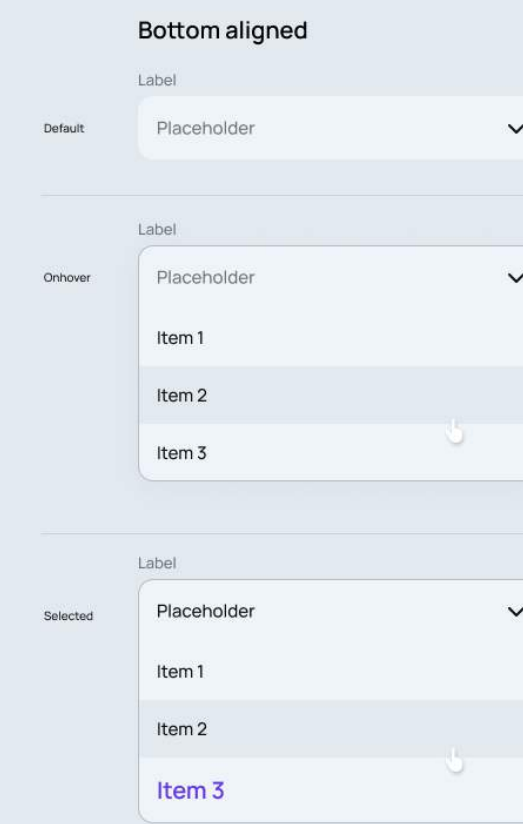 Bottom aligned
Label
Default
Placeholder
Label
Onhover
Placeholder
Item 1
Item 2
Item 3
Label
Selected
Placeholder
Item 1
Item 2
Item 3